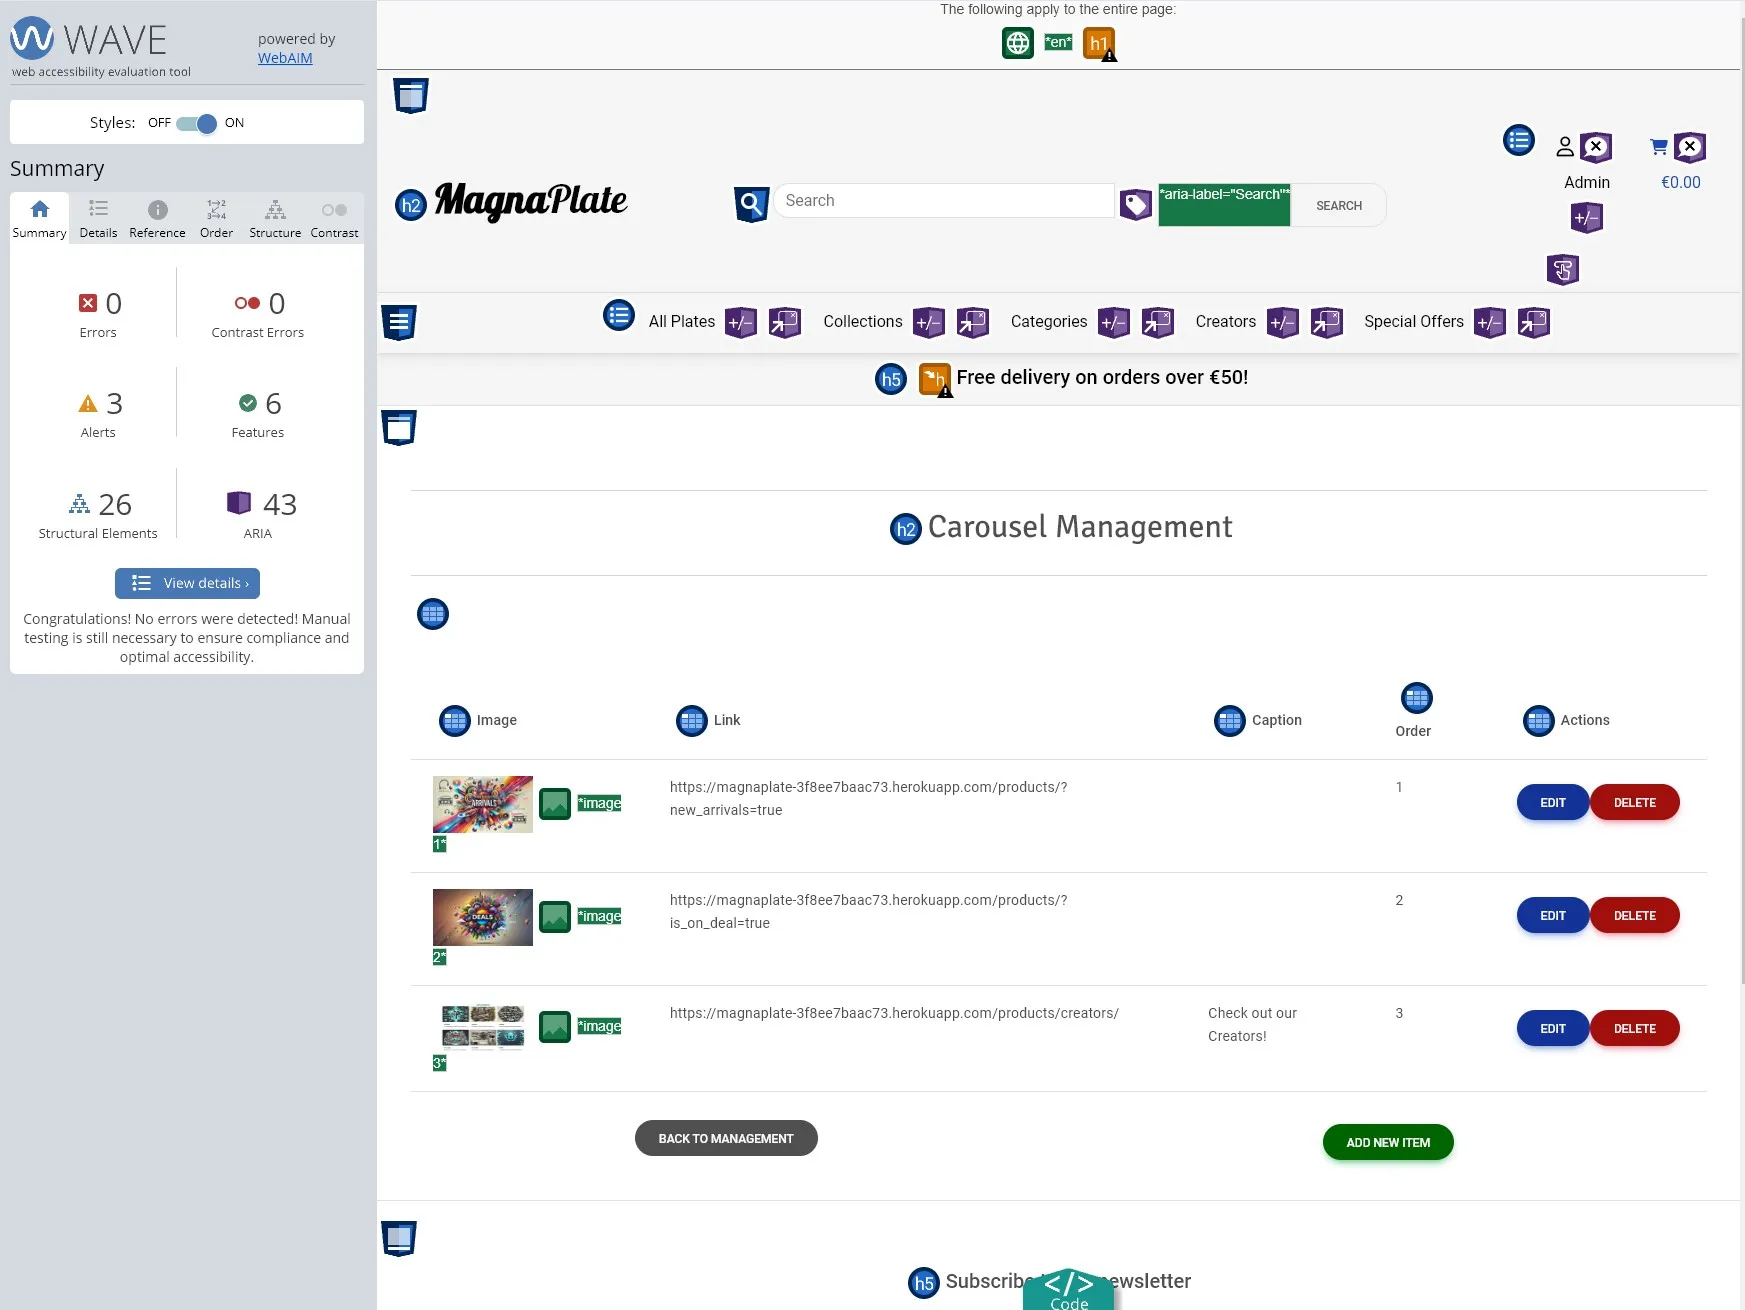 WAVE
powered by
WebAIM
web accessibility evaluation tool
Styles: OFF ON
Summary
Summary Details Reference Order Structure Contrast
0 0
Errors Contrast Errors
3 6
Alerts Features
26 43
Structural Elements ARIA
View details ›
Congratulations! No errors were detected! Manual
testing is still necessary to ensure compliance and
optimal accessibility.
The following apply to the entire page:
*en* h1
h2 MagnaPlate
Search
*aria-label="Search"*
SEARCH
Admin
+/−
€0.00
All Plates +/− Collections +/− Categories +/− Creators +/− Special Offers +/−
h5 h Free delivery on orders over €50!
h2 Carousel Management
Image Link Caption Order Actions
ARRIVALS
*image
1*
https://magnaplate-3f8ee7baac73.herokuapp.com/products/?
new_arrivals=true
1
EDIT DELETE
DEALS
*image
2*
https://magnaplate-3f8ee7baac73.herokuapp.com/products/?
is_on_deal=true
2
EDIT DELETE
*image
3*
https://magnaplate-3f8ee7baac73.herokuapp.com/products/creators/
Check out our
Creators!
3
EDIT DELETE
BACK TO MANAGEMENT
ADD NEW ITEM
h5 Subscribe ewsletter
</>
Code